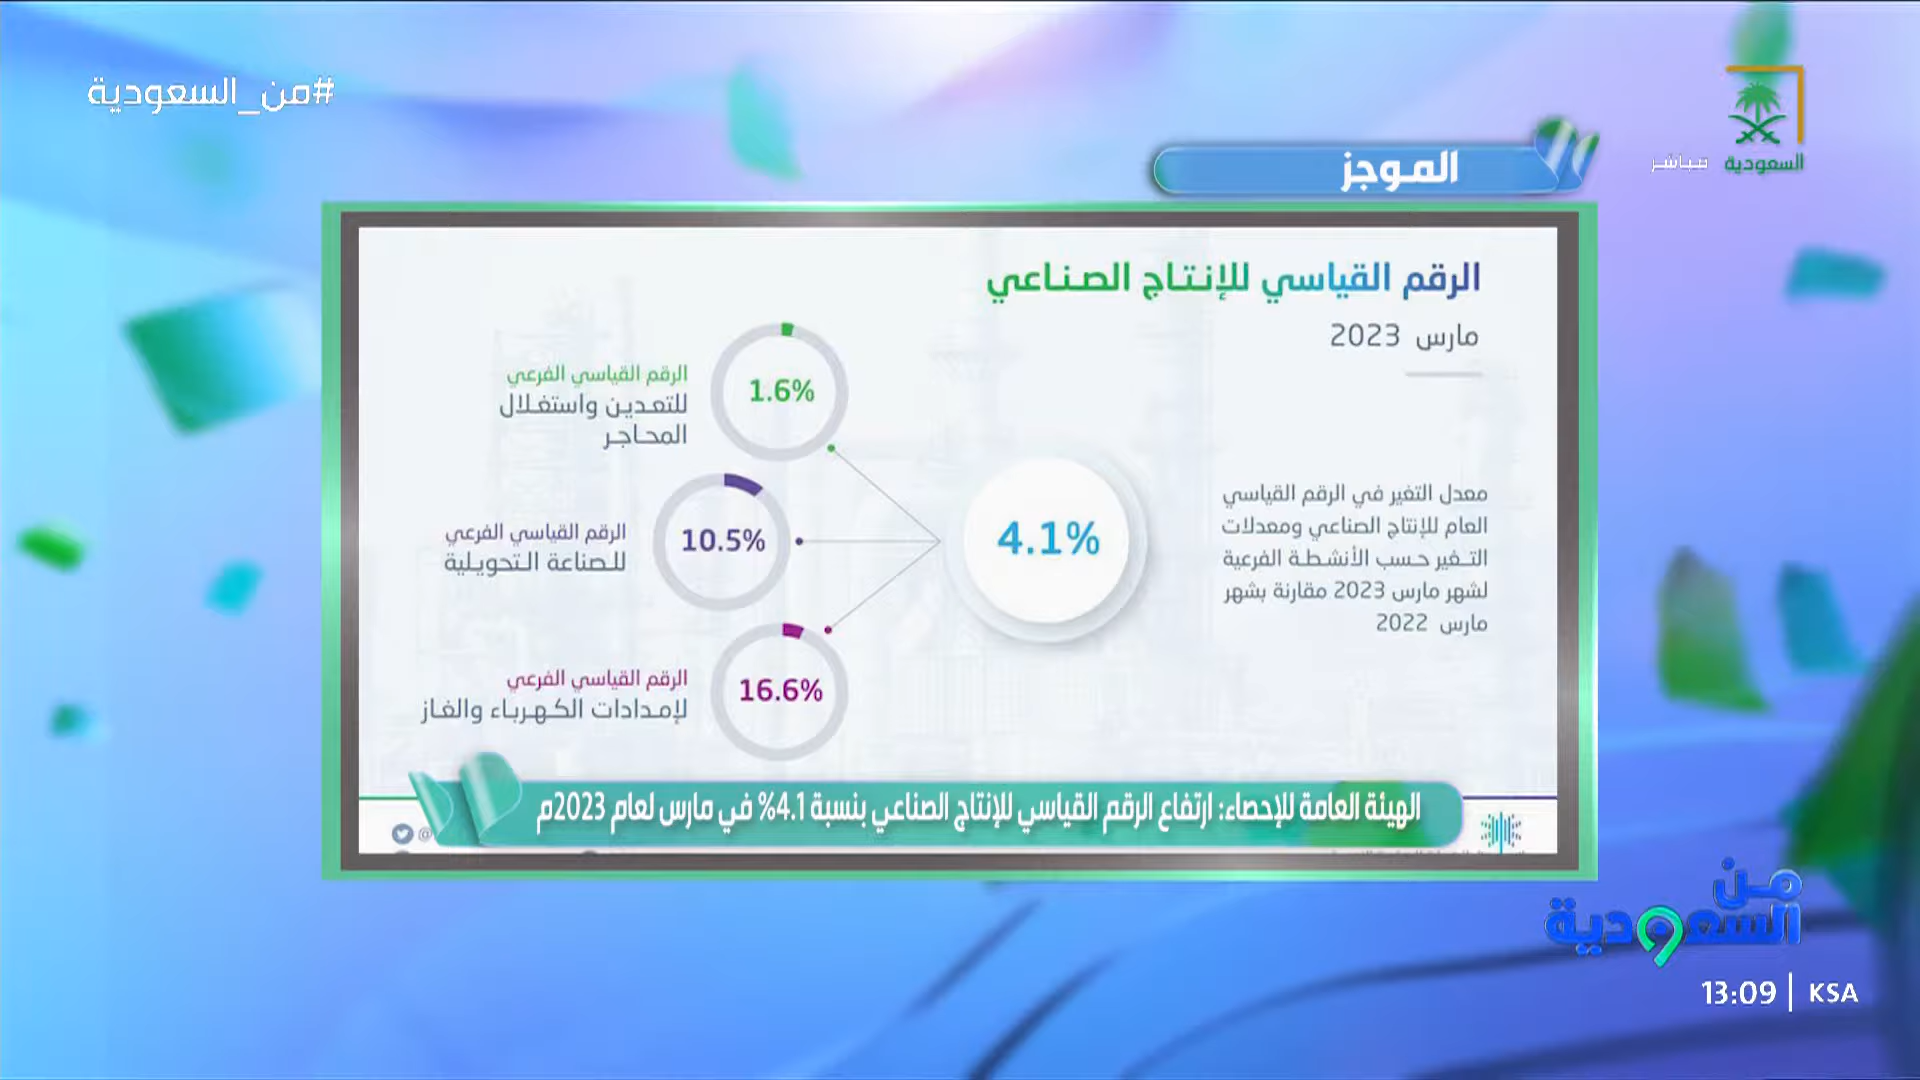 #من_السعودية
السعودية
مباشر
الموجز
الرقم القياسي للإنتاج الصناعي
مارس 2023
معدل التغير في الرقم القياسي
العام للإنتاج الصناعي ومعدلات
التغير حسب الأنشطة الفرعية
لشهر مارس 2023 مقارنة بشهر
مارس 2022
4.1%
1.6%
الرقم القياسي الفرعي
للتعدين واستغلال
المحاجر
10.5%
الرقم القياسي الفرعي
للصناعة التحويلية
16.6%
الرقم القياسي الفرعي
لإمدادات الكهرباء والغاز
الهيئة العامة للإحصاء: ارتفاع الرقم القياسي للإنتاج الصناعي بنسبة 4.1% في مارس لعام 2023م
@
من
السعودية
13:09 | KSA